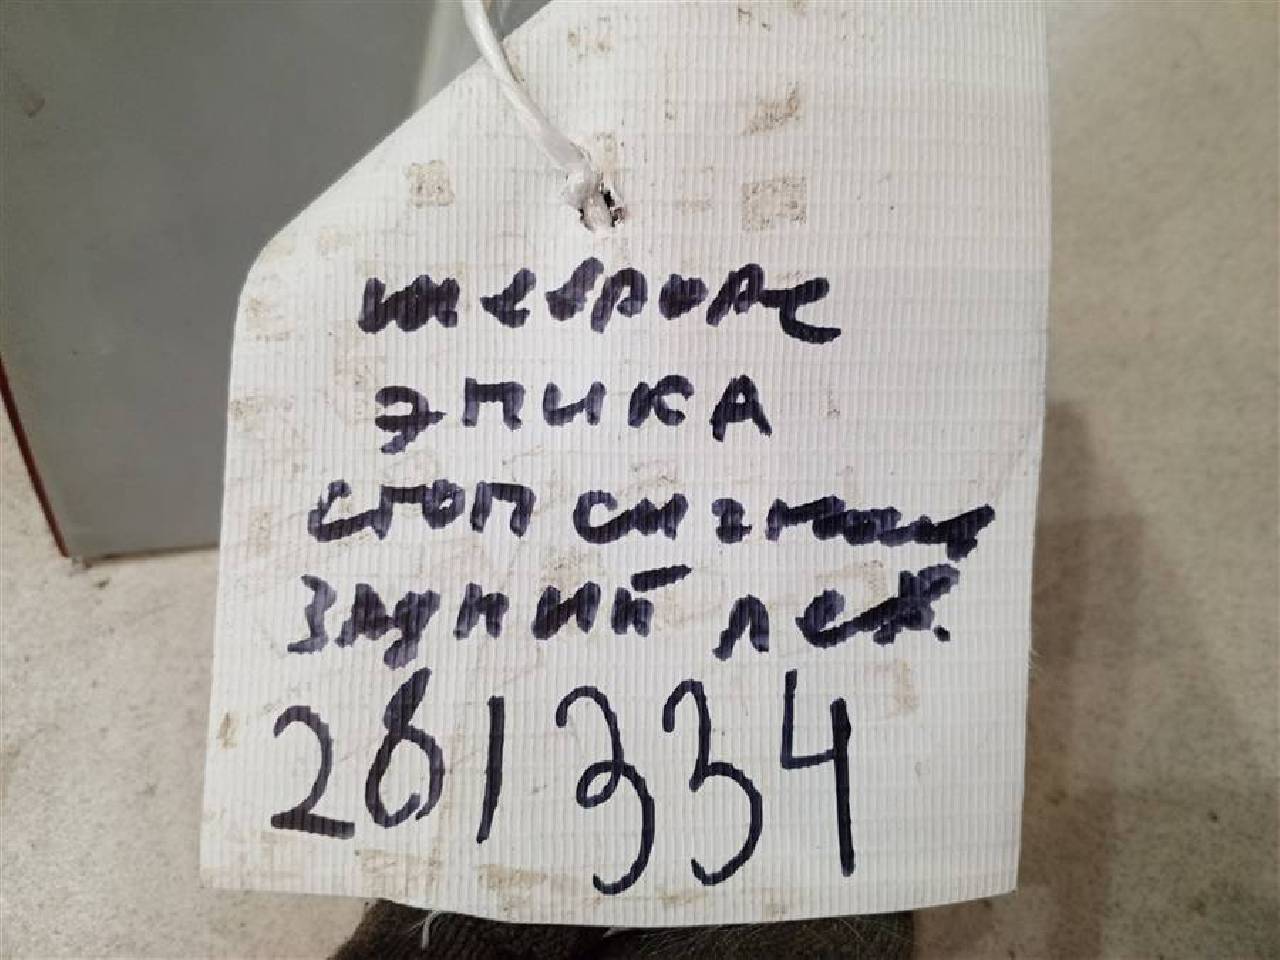 шевроле
эпика
стоп сигнал
задний лев.
281334